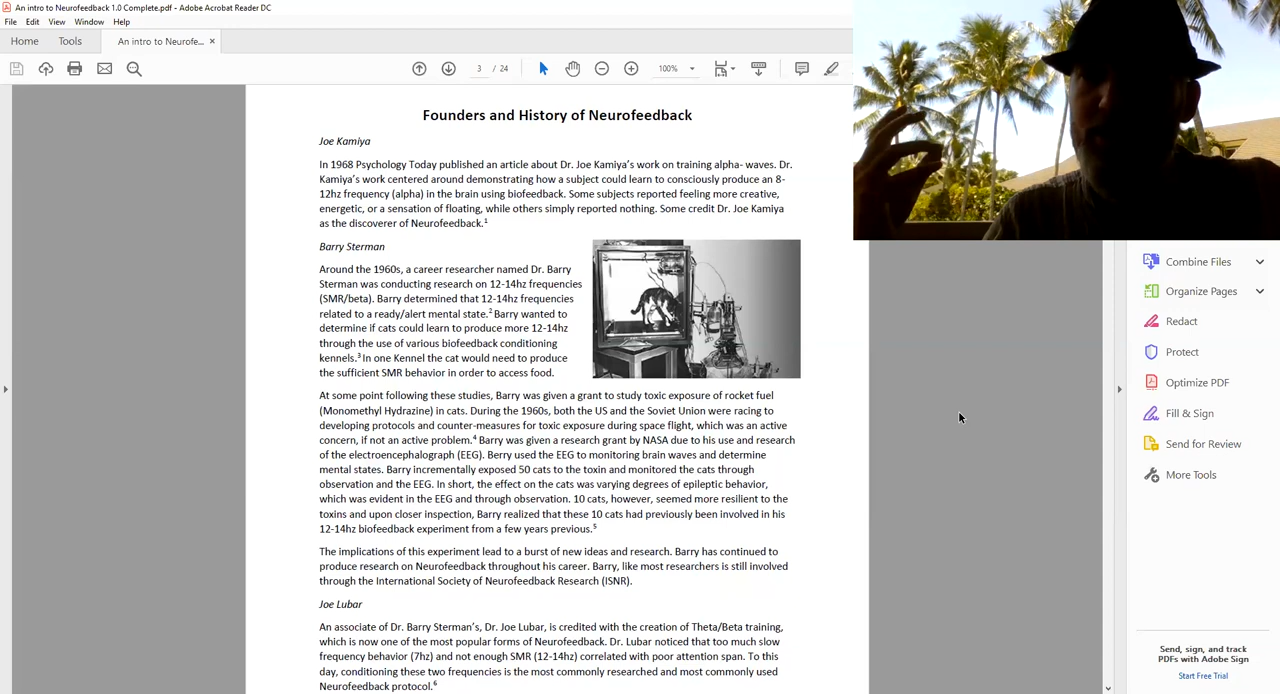 An intro to Neurofeedback 1.0 Complete.pdf - Adobe Acrobat Reader DC
File Edit View Window Help
Home Tools An intro to Neurofe... ×
3 / 24 100%
Founders and History of Neurofeedback
Joe Kamiya
In 1968 Psychology Today published an article about Dr. Joe Kamiya's work on training alpha- waves. Dr.
Kamiya's work centered around demonstrating how a subject could learn to consciously produce an 8-
12hz frequency (alpha) in the brain using biofeedback. Some subjects reported feeling more creative,
energetic, or a sensation of floating, while others simply reported nothing. Some credit Dr. Joe Kamiya
as the discoverer of Neurofeedback.1
Barry Sterman
Around the 1960s, a career researcher named Dr. Barry
Sterman was conducting research on 12-14hz frequencies
(SMR/beta). Barry determined that 12-14hz frequencies
related to a ready/alert mental state.2 Barry wanted to
determine if cats could learn to produce more 12-14hz
through the use of various biofeedback conditioning
kennels.3 In one Kennel the cat would need to produce
the sufficient SMR behavior in order to access food.
At some point following these studies, Barry was given a grant to study toxic exposure of rocket fuel
(Monomethyl Hydrazine) in cats. During the 1960s, both the US and the Soviet Union were racing to
developing protocols and counter-measures for toxic exposure during space flight, which was an active
concern, if not an active problem.4 Barry was given a research grant by NASA due to his use and research
of the electroencephalograph (EEG). Berry used the EEG to monitoring brain waves and determine
mental states. Barry incrementally exposed 50 cats to the toxin and monitored the cats through
observation and the EEG. In short, the effect on the cats was varying degrees of epileptic behavior,
which was evident in the EEG and through observation. 10 cats, however, seemed more resilient to the
toxins and upon closer inspection, Barry realized that these 10 cats had previously been involved in his
12-14hz biofeedback experiment from a few years previous.5
The implications of this experiment lead to a burst of new ideas and research. Barry has continued to
produce research on Neurofeedback throughout his career. Barry, like most researchers is still involved
through the International Society of Neurofeedback Research (ISNR).
Joe Lubar
An associate of Dr. Barry Sterman's, Dr. Joe Lubar, is credited with the creation of Theta/Beta training,
which is now one of the most popular forms of Neurofeedback. Dr. Lubar noticed that too much slow
frequency behavior (7hz) and not enough SMR (12-14hz) correlated with poor attention span. To this
day, conditioning these two frequencies is the most commonly researched and most commonly used
Neurofeedback protocol.6
Combine Files
Organize Pages
Redact
Protect
Optimize PDF
Fill & Sign
Send for Review
More Tools
Send, sign, and track
PDFs with Adobe Sign
Start Free Trial